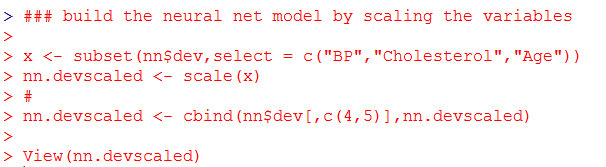 > ### build the neural net model by scaling the variables
>
> x <- subset(nn$dev,select = c("BP","Cholesterol","Age"))
> nn.devscaled <- scale(x)
> #
> nn.devscaled <- cbind(nn$dev[,c(4,5)],nn.devscaled)
>
> View(nn.devscaled)